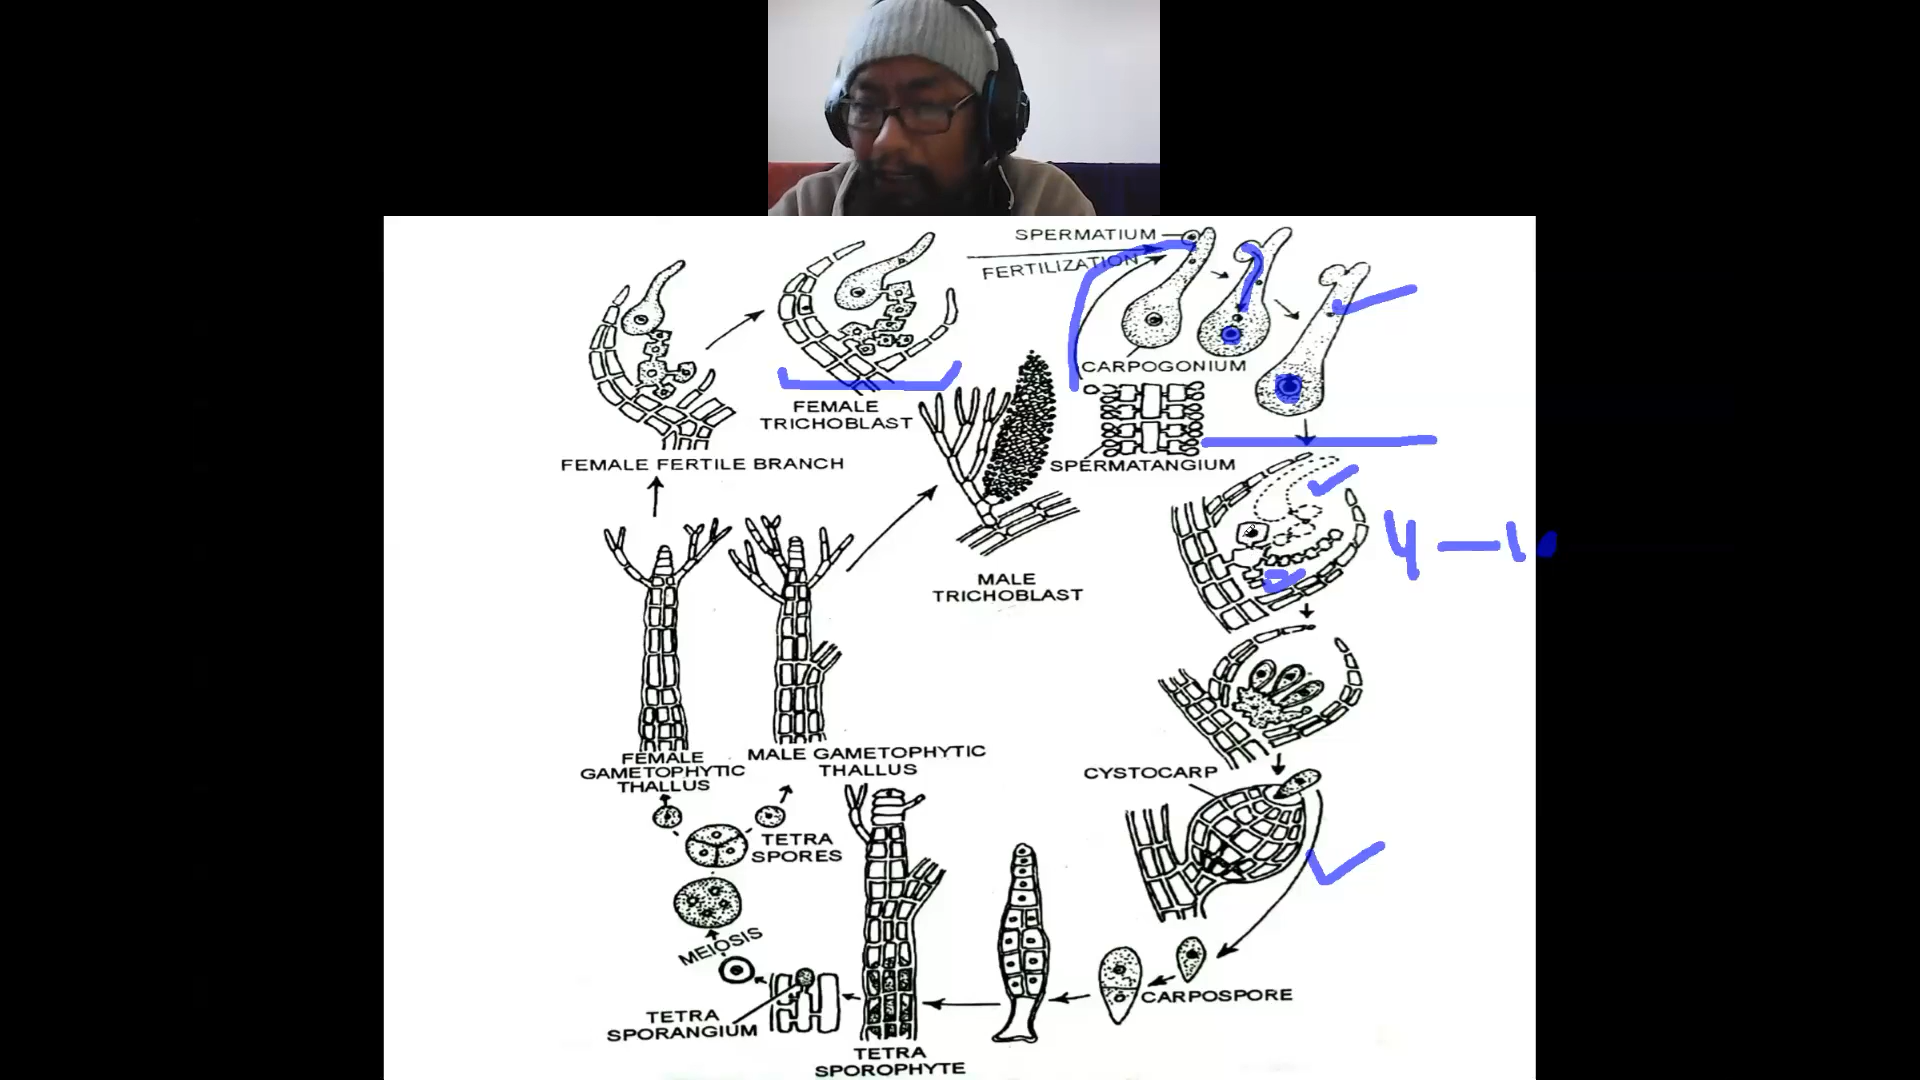 SPERMATIUM
FERTILIZATION
CARPOGONIUM
FEMALE
TRICHOBLAST
FEMALE FERTILE BRANCH
SPERMATANGIUM
4 — 1
MALE
TRICHOBLAST
FEMALE
GAMETOPHYTIC
THALLUS
MALE GAMETOPHYTIC
THALLUS
CYSTOCARP
TETRA
SPORES
MEIOSIS
CARPOSPORE
TETRA
SPORANGIUM
TETRA
SPOROPHYTE